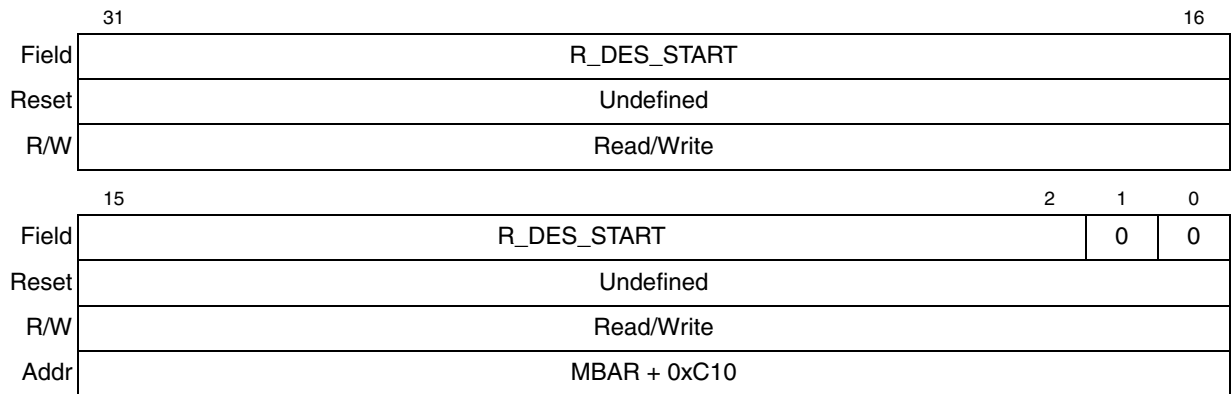 31 16
Field R_DES_START
Reset Undefined
R/W Read/Write
15 2 1 0
Field R_DES_START 0 0
Reset Undefined
R/W Read/Write
Addr MBAR + 0xC10